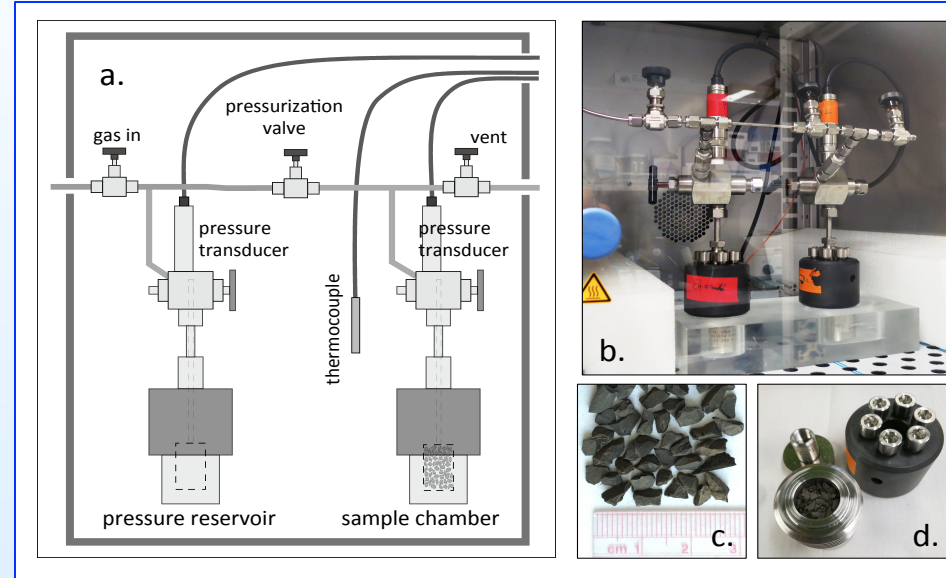 a.
gas in
pressurization
valve
vent
pressure
transducer
pressure
transducer
thermocouple
pressure reservoir
sample chamber
b.
c.
cm 1 2 3
d.